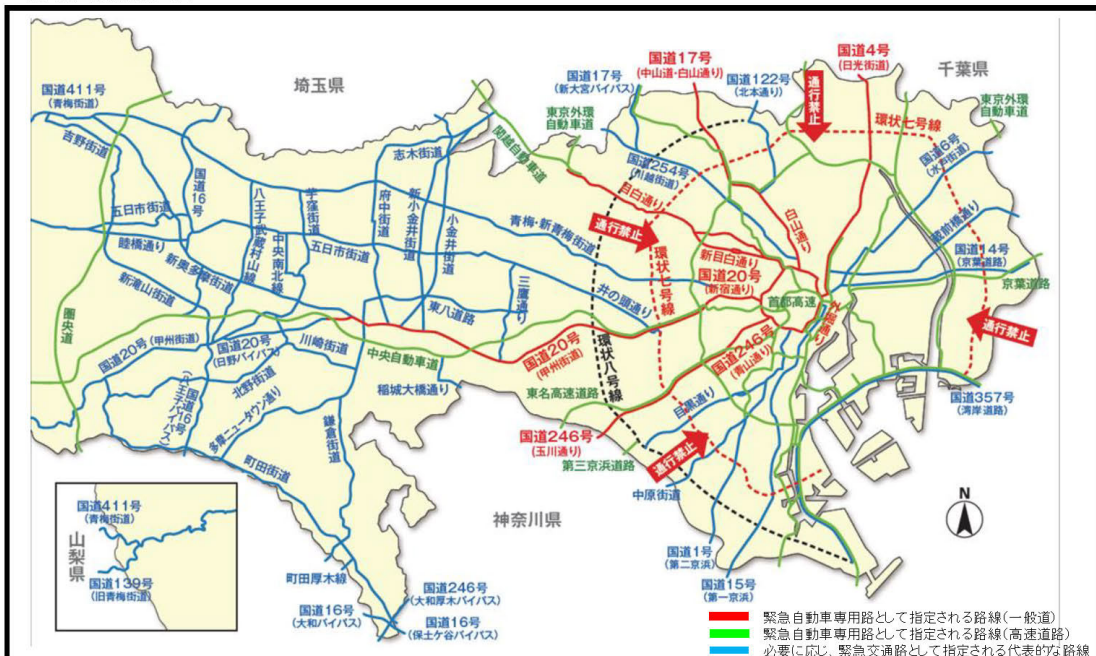 埼玉県
千葉県
神奈川県
山梨県
国道411号
(青梅街道)
吉野街道
五日市街道
睦橋通り
新滝山街道
圏央道
国道16号
新奥多摩街道
八王子武蔵村山線
中央南北線
芋窪街道
五日市街道
府中街道
新小金井街道
小金井街道
志木街道
関越自動車道
東京外環
自動車道
国道17号
(新大宮バイパス)
国道17号
(中山道・白山通り)
国道122号
(北本通り)
国道4号
(日光街道)
通行禁止
環状七号線
東京外環
自動車道
国道6号
(水戸街道)
国道254号
(川越街道)
目白通り
白山通り
蔵前橋通り
国道14号
(京葉道路)
京葉道路
青梅・新青梅街道
通行禁止
環状七号線
新目白通り
国道20号
(新宿通り)
首都高速
外堀通り
通行禁止
三鷹通り
井の頭通り
東八道路
国道20号 (甲州街道)
国道20号
(日野バイパス)
川崎街道
中央自動車道
国道20号
(甲州街道)
環状八号線
国道246号
(青山通り)
北野街道
国道16号
(八王子バイパス)
多摩ニュータウン通り
稲城大橋通り
東名高速道路
目黒通り
国道357号
(湾岸道路)
鎌倉街道
町田街道
国道246号
(玉川通り)
第三京浜道路
通行禁止
中原街道
国道1号
(第二京浜)
国道15号
(第一京浜)
N
国道411号
(青梅街道)
国道139号
(旧青梅街道)
町田厚木線
国道246号
(大和厚木バイパス)
国道16号
(大和バイパス)
国道16号
(保土ケ谷バイパス)
緊急自動車専用路として指定される路線(一般道)
緊急自動車専用路として指定される路線(高速道路)
必要に応じ、緊急交通路として指定される代表的な路線